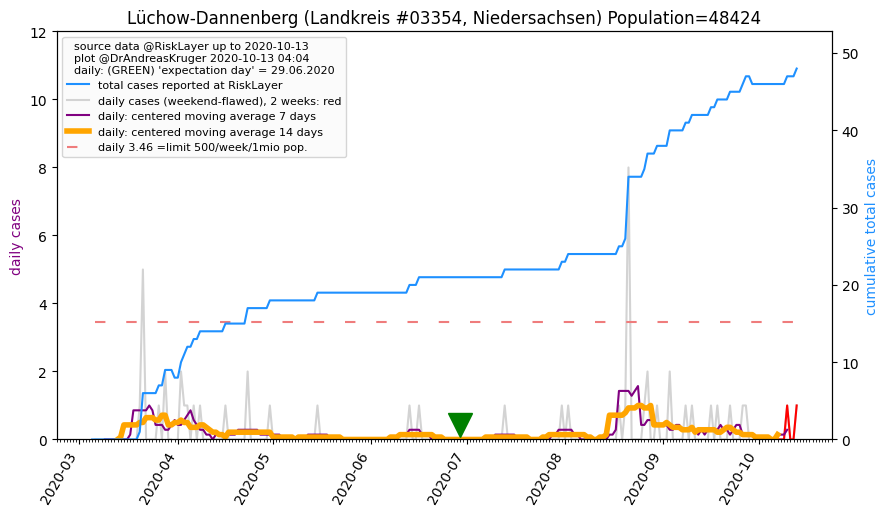 Lüchow-Dannenberg (Landkreis #03354, Niedersachsen) Population=48424
source data @RiskLayer up to 2020-10-13
plot @DrAndreasKruger 2020-10-13 04:04
daily: (GREEN) 'expectation day' = 29.06.2020
total cases reported at RiskLayer
daily cases (weekend-flawed), 2 weeks: red
daily: centered moving average 7 days
daily: centered moving average 14 days
daily 3.46 =limit 500/week/1mio pop.
daily cases
12
10
8
6
4
2
0
cumulative total cases
50
40
30
20
10
0
2020-03
2020-04
2020-05
2020-06
2020-07
2020-08
2020-09
2020-10